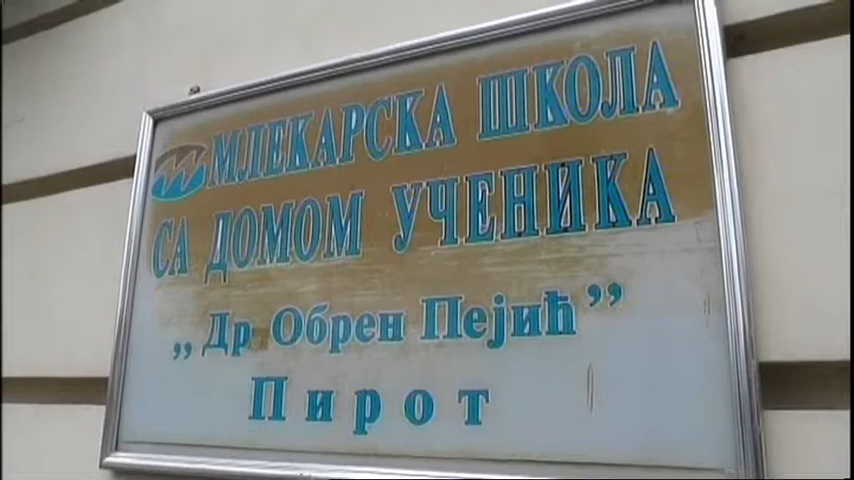 МЛЕКАРСКА ШКОЛА
СА ДОМОМ УЧЕНИКА
,,Др Обрен Пејић”
Пирот